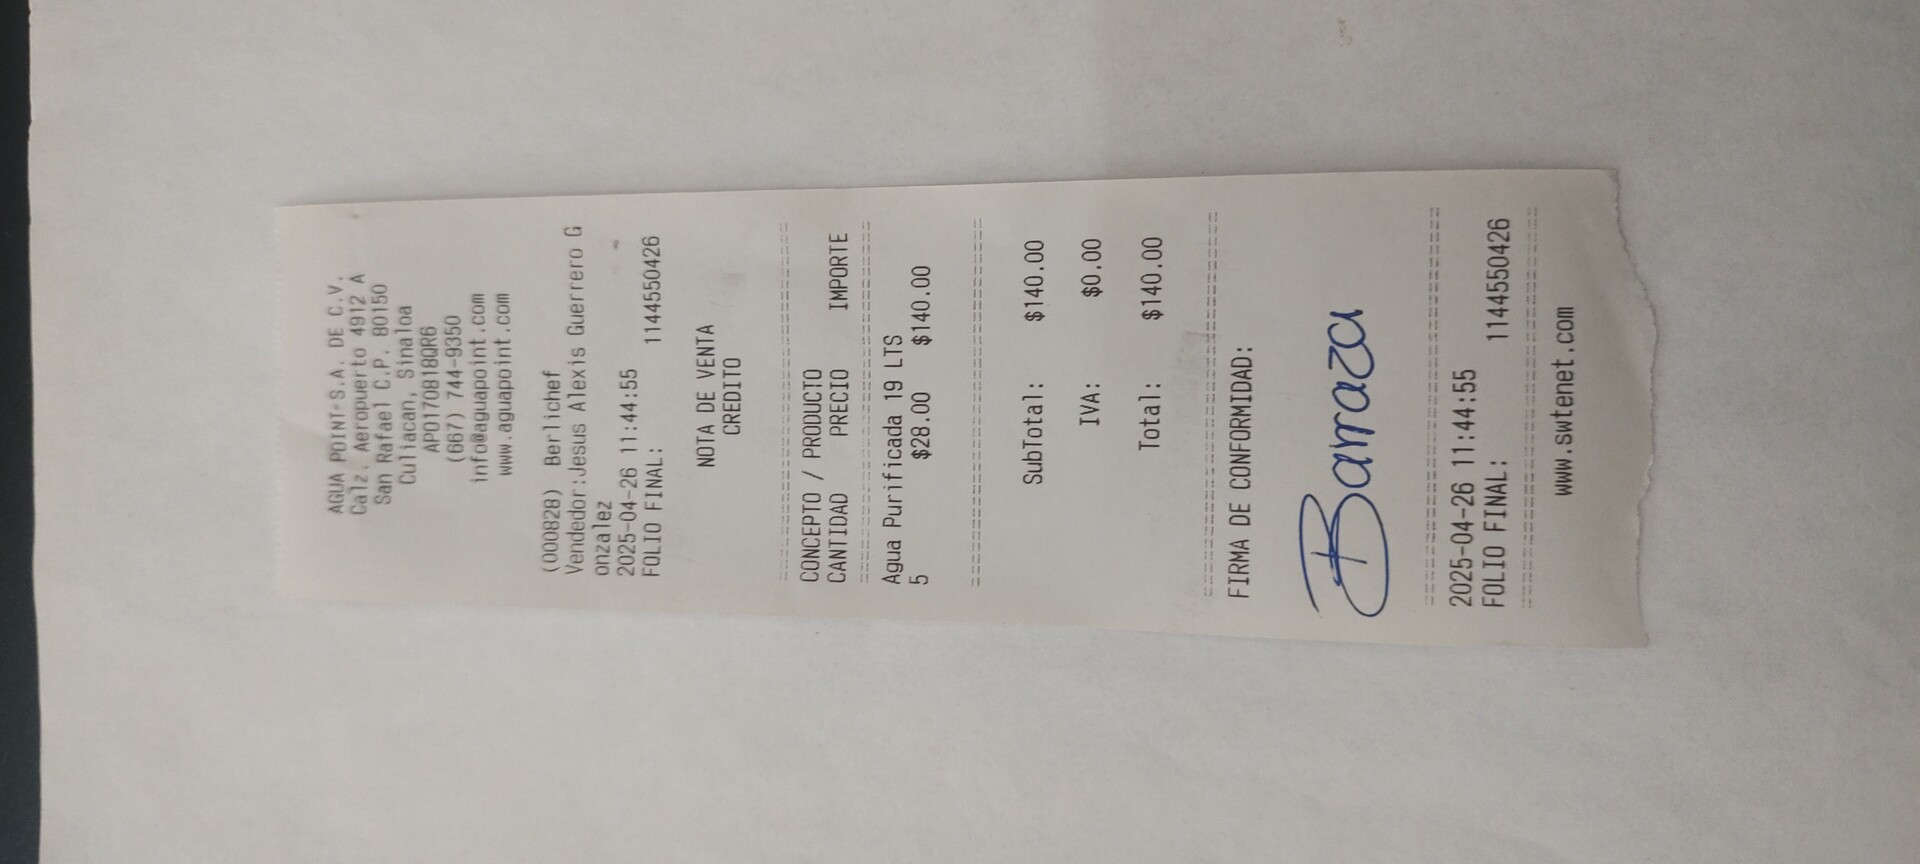 AGUA POINT S.A. DE C.V.
Calz. Aeropuerto 4912 A
San Rafael C.P. 80150
Culiacan, Sinaloa
APO170818QR6
(667) 744-9350
info@aguapoint.com
www.aguapoint.com
(000828) Berlichef
Vendedor:Jesus Alexis Guerrero G
onzalez
2025-04-26 11:44:55
FOLIO FINAL: 1144550426
NOTA DE VENTA
CREDITO
CONCEPTO / PRODUCTO
CANTIDAD PRECIO IMPORTE
Agua Purificada 19 LTS
5 $28.00 $140.00
SubTotal: $140.00
IVA: $0.00
Total: $140.00
FIRMA DE CONFORMIDAD:
Barraza
2025-04-26 11:44:55
FOLIO FINAL: 1144550426
www.swtenet.com